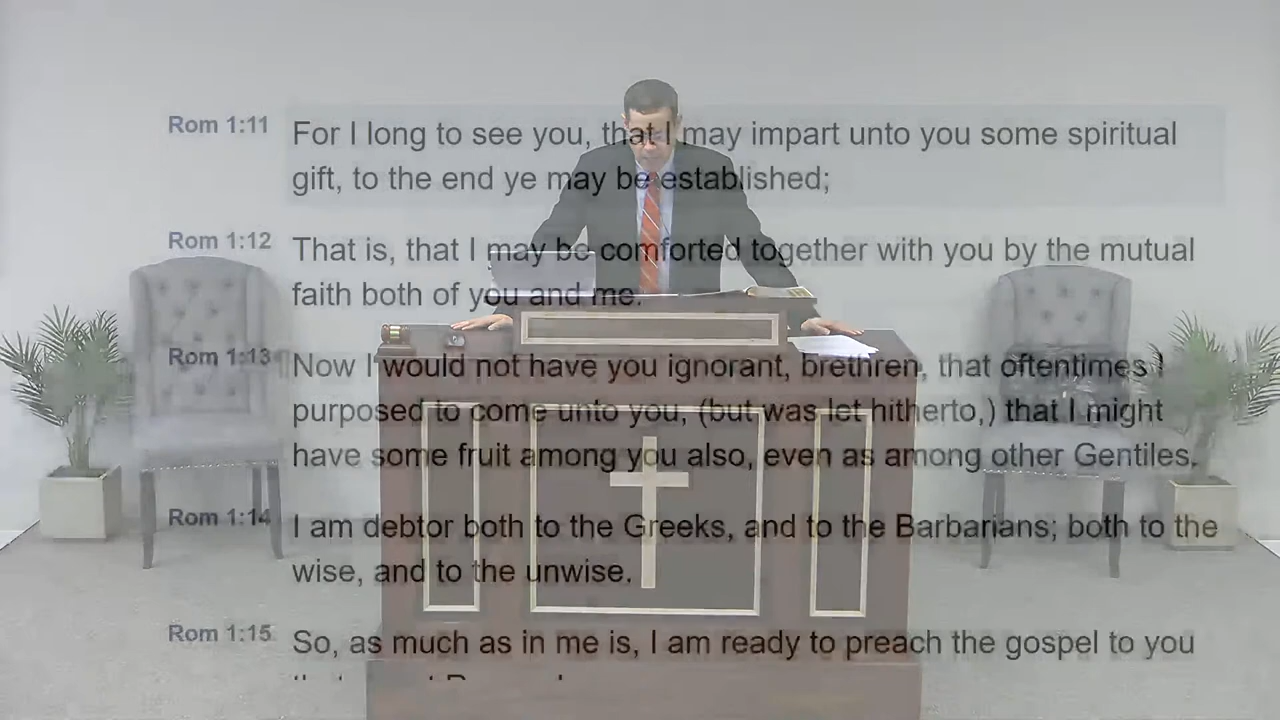 Rom 1:11
For I long to see you, that I may impart unto you some spiritual
gift, to the end ye may be established;
Rom 1:12
That is, that I may be comforted together with you by the mutual
faith both of you and me.
Rom 1:13
Now I would not have you ignorant, brethren, that oftentimes I
purposed to come unto you, (but was let hitherto,) that I might
have some fruit among you also, even as among other Gentiles.
Rom 1:14
I am debtor both to the Greeks, and to the Barbarians; both to the
wise, and to the unwise.
Rom 1:15
So, as much as in me is, I am ready to preach the gospel to you